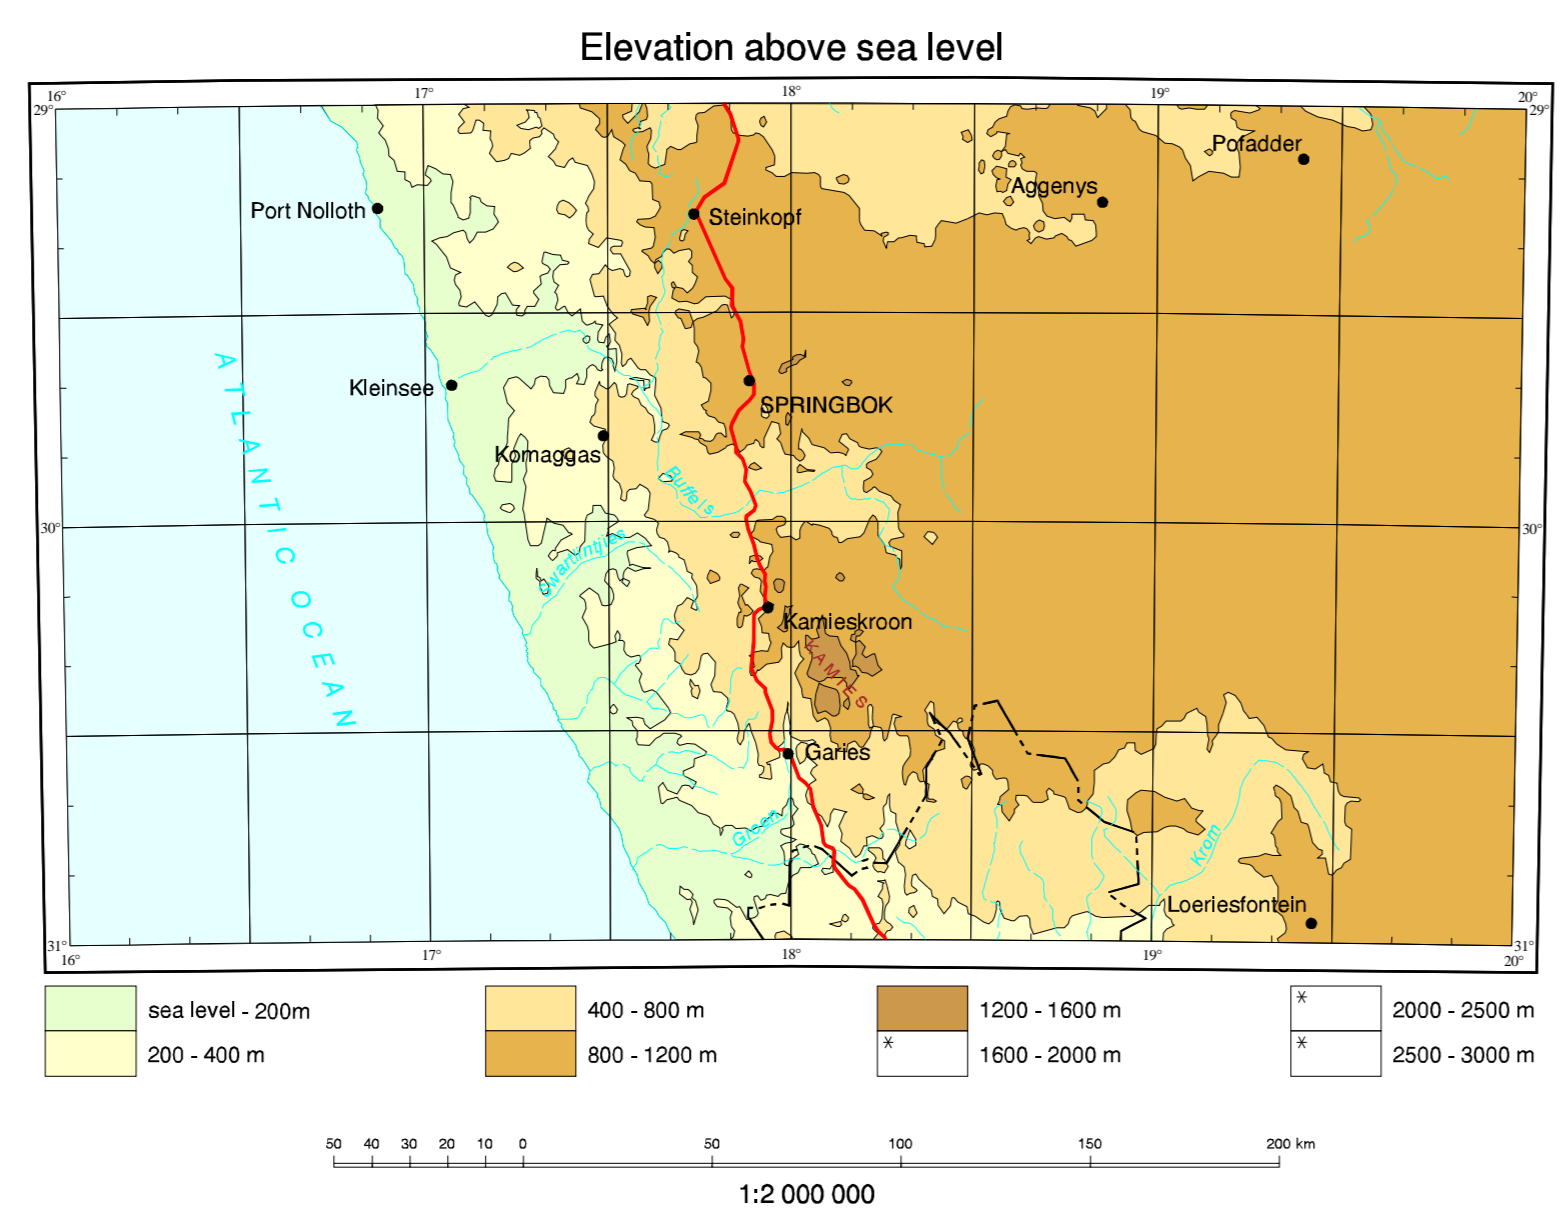 Elevation above sea level
16° 17° 18° 19° 20°
29° 29°
Pofadder
Aggenys
Port Nolloth
Steinkopf
ATLANTIC OCEAN
Kleinsee
SPRINGBOK
Komaggas
Buffels
30° 30°
Swartlintjies
Kamieskroon
KAMIES
Garies
Groen
Krom
Loeriesfontein
31° 31°
16° 17° 18° 19° 20°
sea level - 200m 400 - 800 m 1200 - 1600 m * 2000 - 2500 m
200 - 400 m 800 - 1200 m * 1600 - 2000 m * 2500 - 3000 m
50 40 30 20 10 0 50 100 150 200 km
1:2 000 000